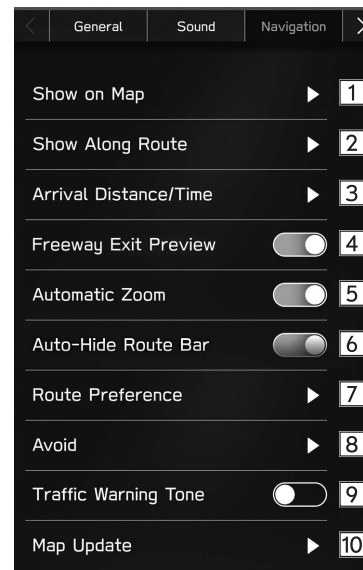 General Sound Navigation
Show on Map 1
Show Along Route 2
Arrival Distance/Time 3
Freeway Exit Preview 4
Automatic Zoom 5
Auto-Hide Route Bar 6
Route Preference 7
Avoid 8
Traffic Warning Tone 9
Map Update 10